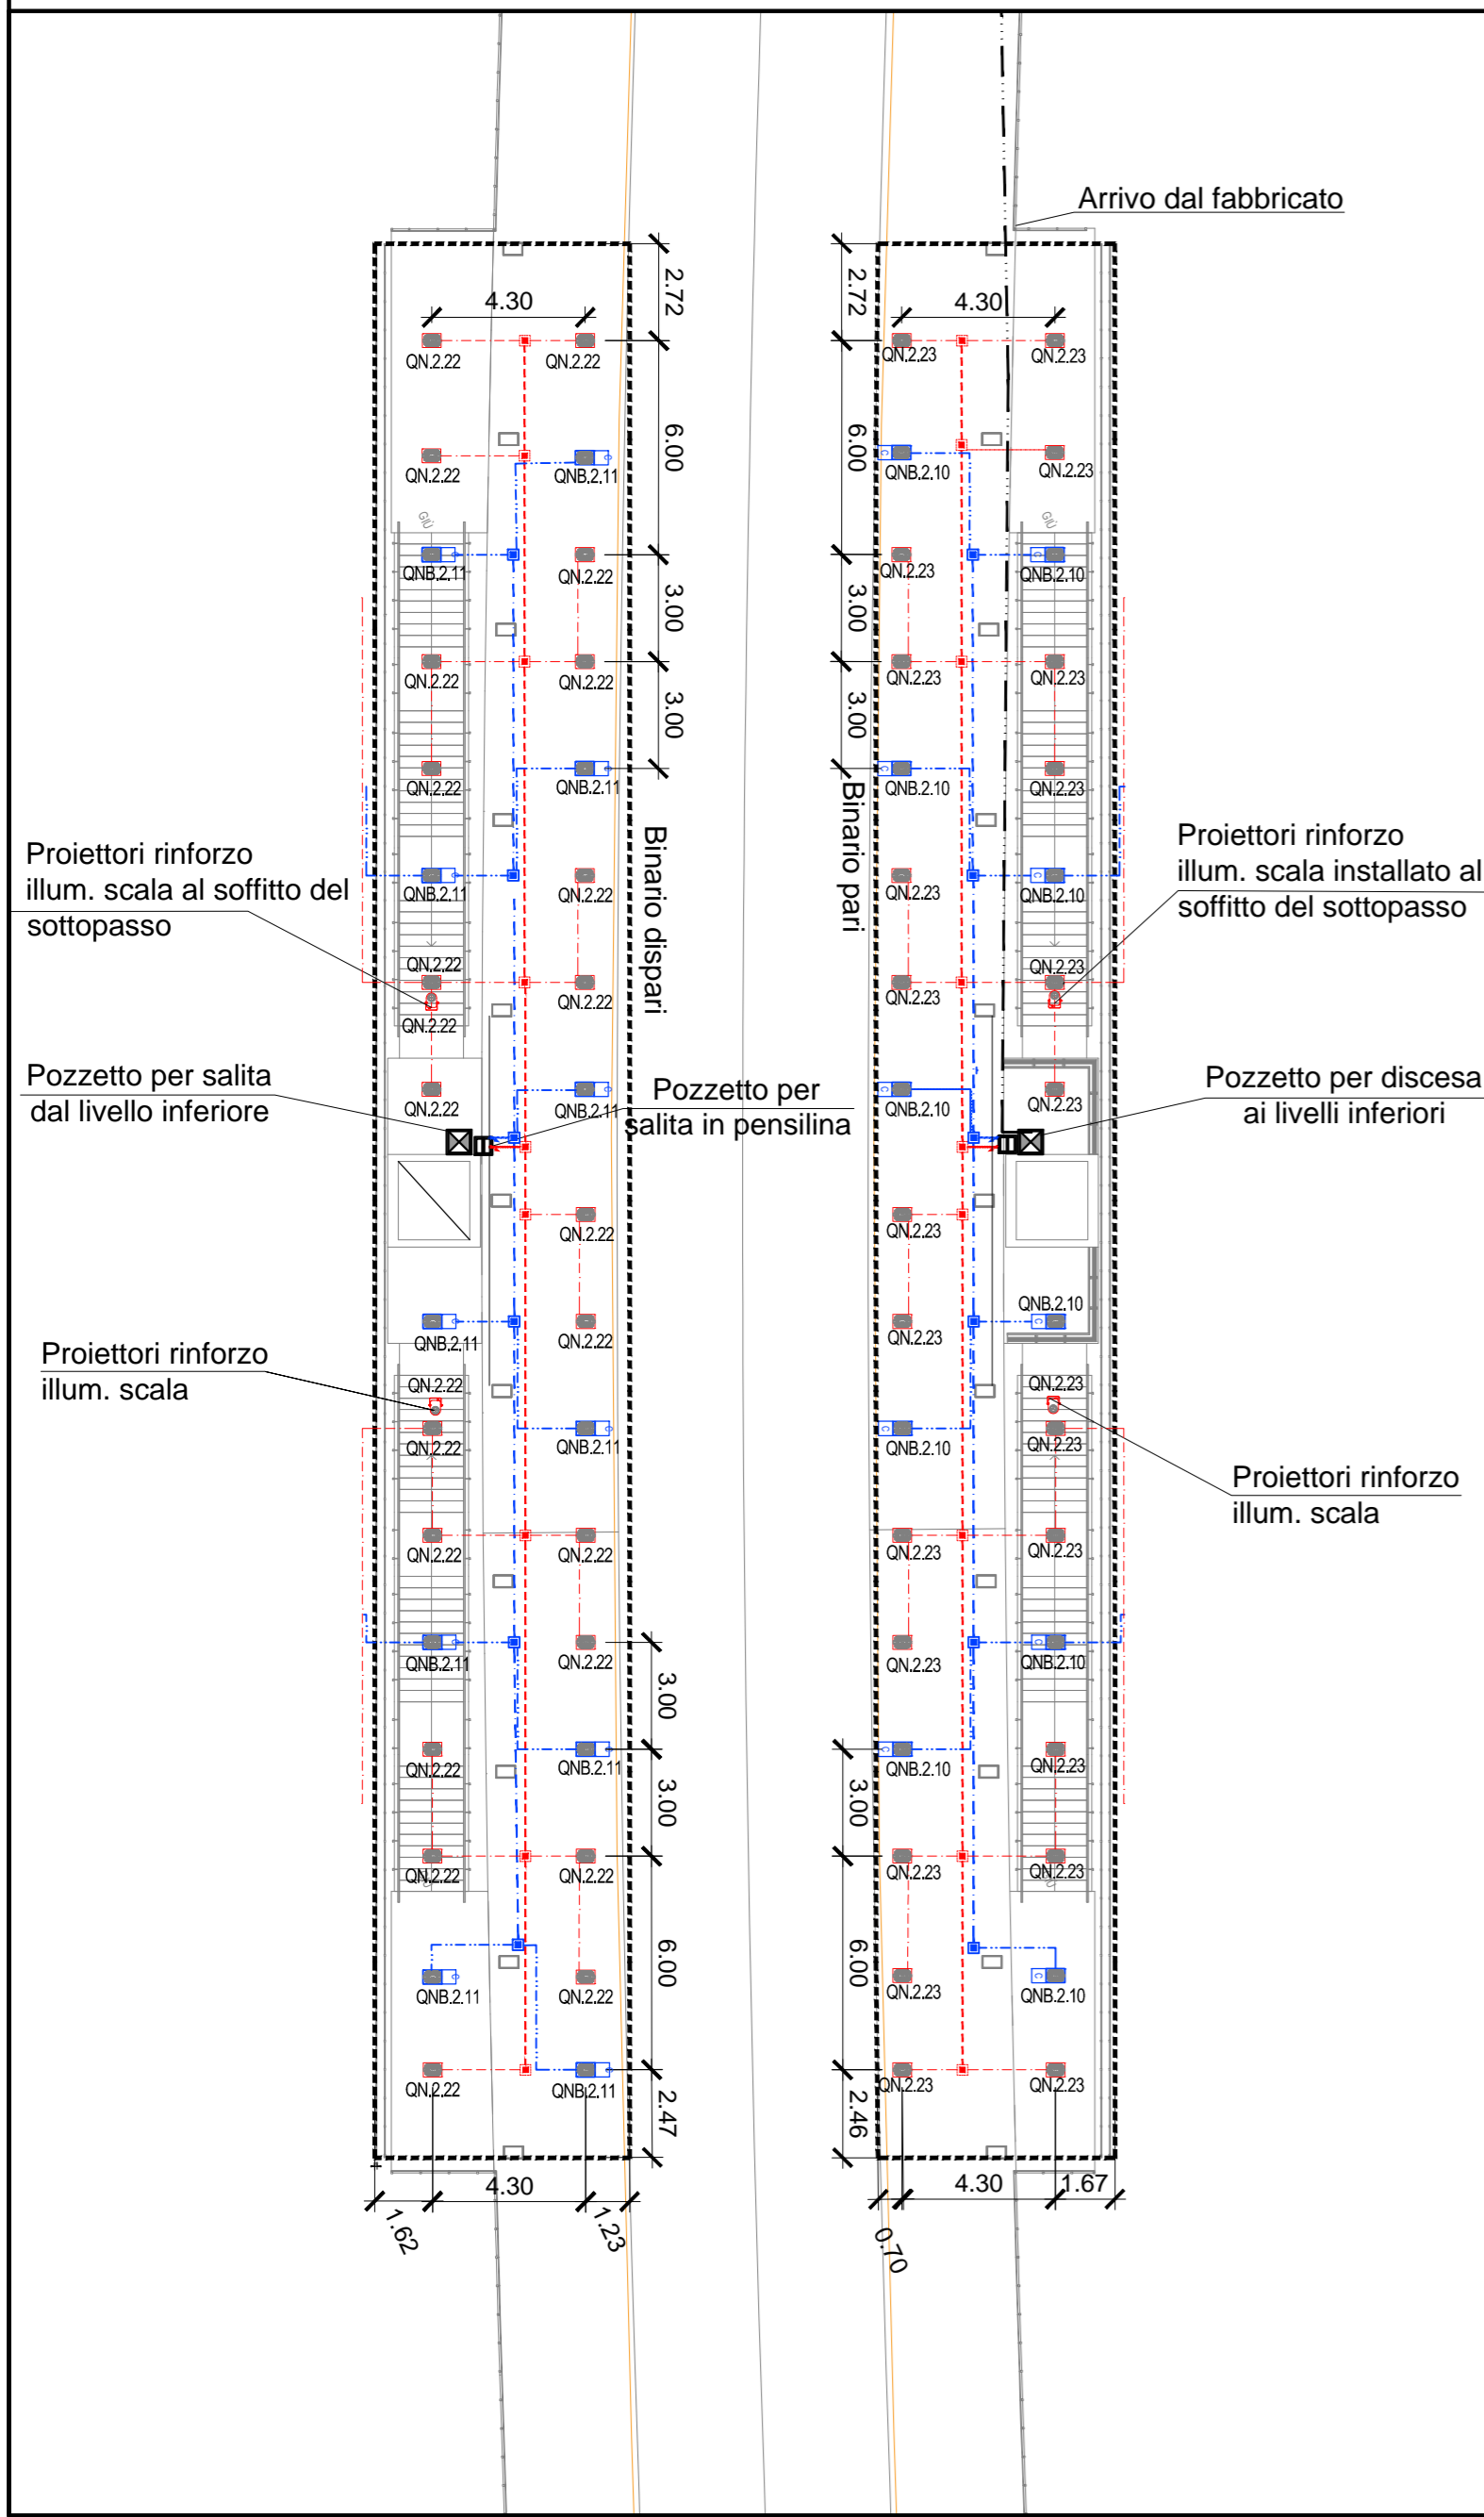 Arrivo dal fabbricato
2.72
2.72
4.30
4.30
QN.2.22
QN.2.22
QN.2.23
QN.2.23
6.00
6.00
QN.2.22
QNB.2.11
QNB.2.10
QN.2.23
GIÙ
GIÙ
C
C
QNB.2.11
QN.2.22
QN.2.23
QNB.2.10
C
3.00
3.00
QN.2.22
QN.2.22
QN.2.23
QN.2.23
3.00
3.00
QN.2.22
QNB.2.11
QNB.2.10
QN.2.23
C
Binario dispari
Binario pari
Proiettori rinforzo
illum. scala al soffitto del
sottopasso
Proiettori rinforzo
illum. scala installato al
soffitto del sottopasso
QNB.2.11
QN.2.22
QN.2.23
QNB.2.10
C
QN.2.22
QN.2.23
QN.2.22
QN.2.22
QN.2.23
Pozzetto per salita
dal livello inferiore
Pozzetto per
salita in pensilina
Pozzetto per discesa
ai livelli inferiori
QN.2.22
QNB.2.11
QNB.2.10
QN.2.23
C
QN.2.22
QN.2.23
QNB.2.11
QN.2.22
QN.2.23
QNB.2.10
C
Proiettori rinforzo
illum. scala
QN.2.22
QN.2.23
QN.2.22
QNB.2.11
QNB.2.10
QN.2.23
C
Proiettori rinforzo
illum. scala
QN.2.22
QN.2.22
QN.2.23
QN.2.23
QNB.2.11
QN.2.22
QN.2.23
QNB.2.10
C
3.00
QN.2.22
QNB.2.11
QNB.2.10
QN.2.23
C
3.00
3.00
QN.2.22
QN.2.22
QN.2.23
QN.2.23
6.00
6.00
QNB.2.11
QN.2.22
QN.2.23
QNB.2.10
C
QN.2.22
QNB.2.11
QN.2.23
QN.2.23
2.47
2.46
4.30
4.30
1.67
1.62
1.23
0.70